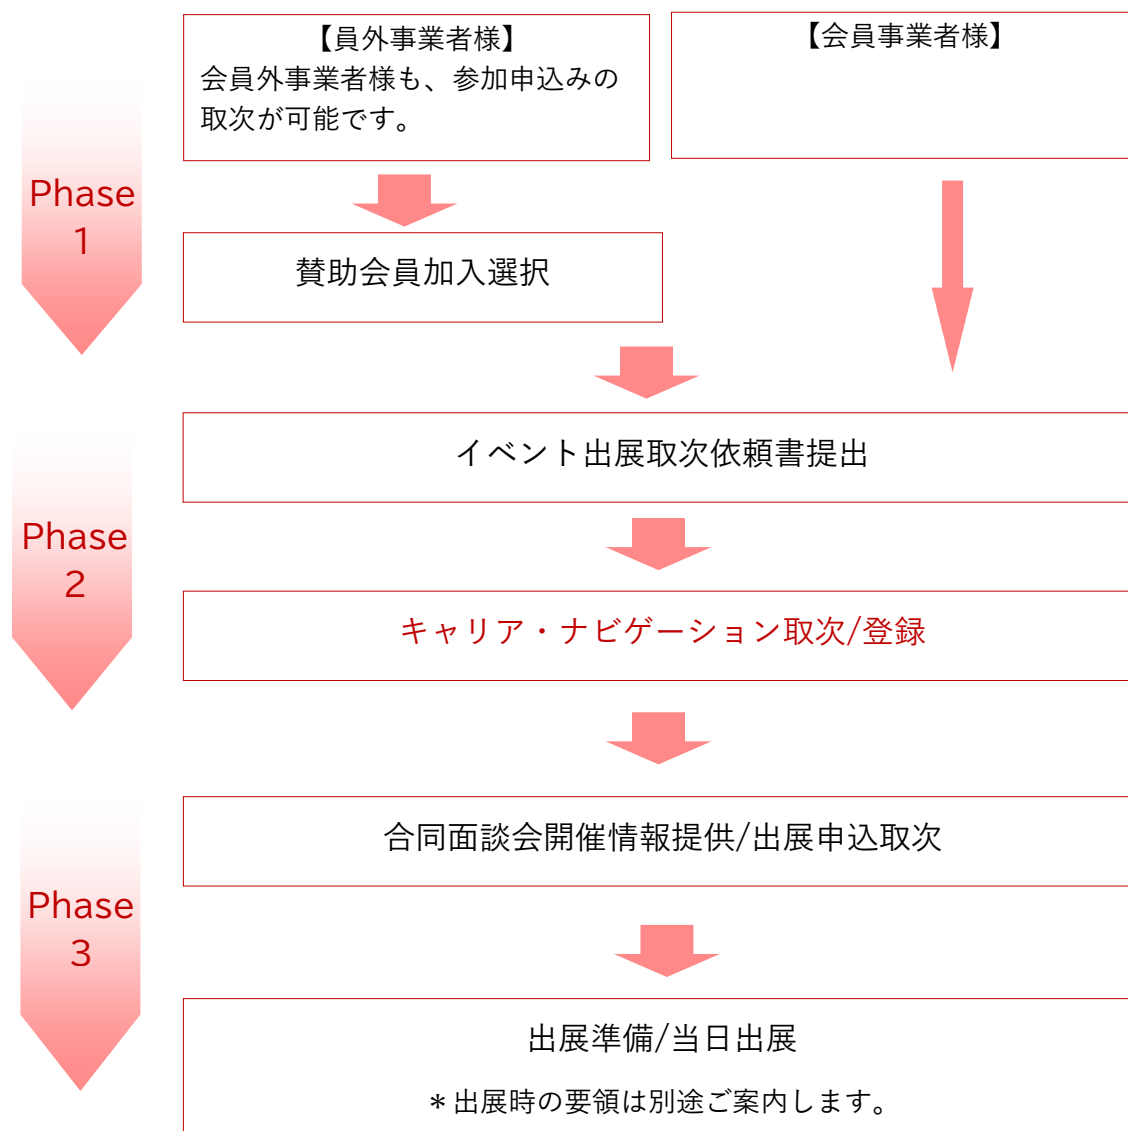 【員外事業者様】
会員外事業者様も、参加申込みの
取次が可能です。
【会員事業者様】
Phase
1
賛助会員加入選択
イベント出展取次依頼書提出
Phase
2
キャリア・ナビゲーション取次/登録
合同面談会開催情報提供/出展申込取次
Phase
3
出展準備/当日出展
＊出展時の要領は別途ご案内します。